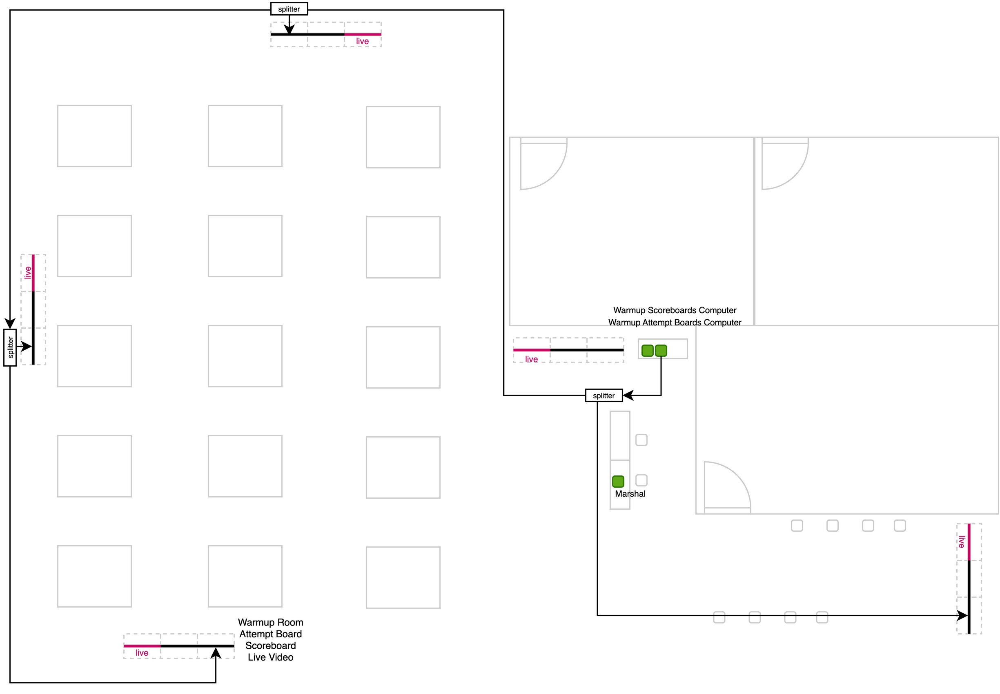 splitter
live
live
Warmup Scoreboards Computer
Warmup Attempt Boards Computer
splitter
live
splitter
Marshal
live
Warmup Room
Attempt Board
Scoreboard
Live Video
live